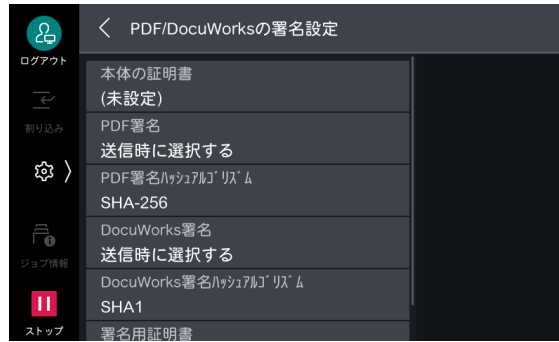 PDF/DocuWorksの署名設定
ログアウト
本体の証明書
(未設定)
割り込み
PDF署名
送信時に選択する
PDF署名ﾊｯｼｭｱﾙｺﾞﾘｽﾞﾑ
SHA-256
DocuWorks署名
送信時に選択する
ジョブ情報
DocuWorks署名ﾊｯｼｭｱﾙｺﾞﾘｽﾞﾑ
SHA1
ストップ
署名用証明書